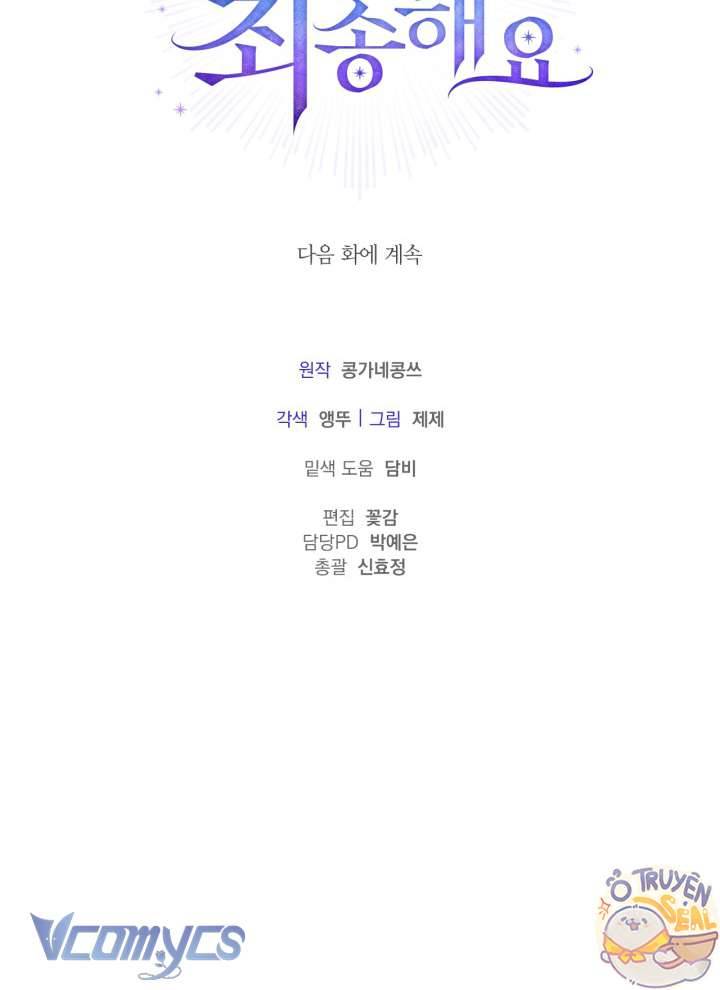 죄송해요
다음 화에 계속
원작 콩가네콩쓰
각색 앵뚜 | 그림 제제
밑색 도움 담비
편집 꽃감
담당PD 박예은
총괄 신효정
Ổ TRUYỆN
SEAL
Vcomycs